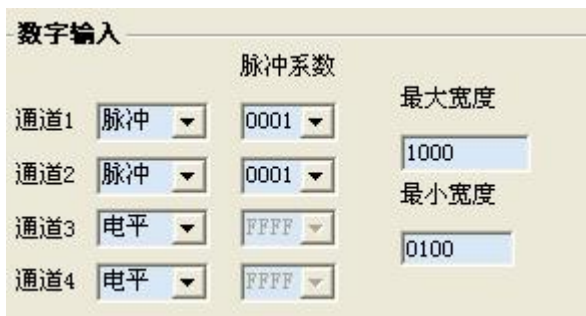 数字输入
脉冲系数
通道1 脉冲 0001
最大宽度
1000
通道2 脉冲 0001
最小宽度
通道3 电平 FFFF
0100
通道4 电平 FFFF